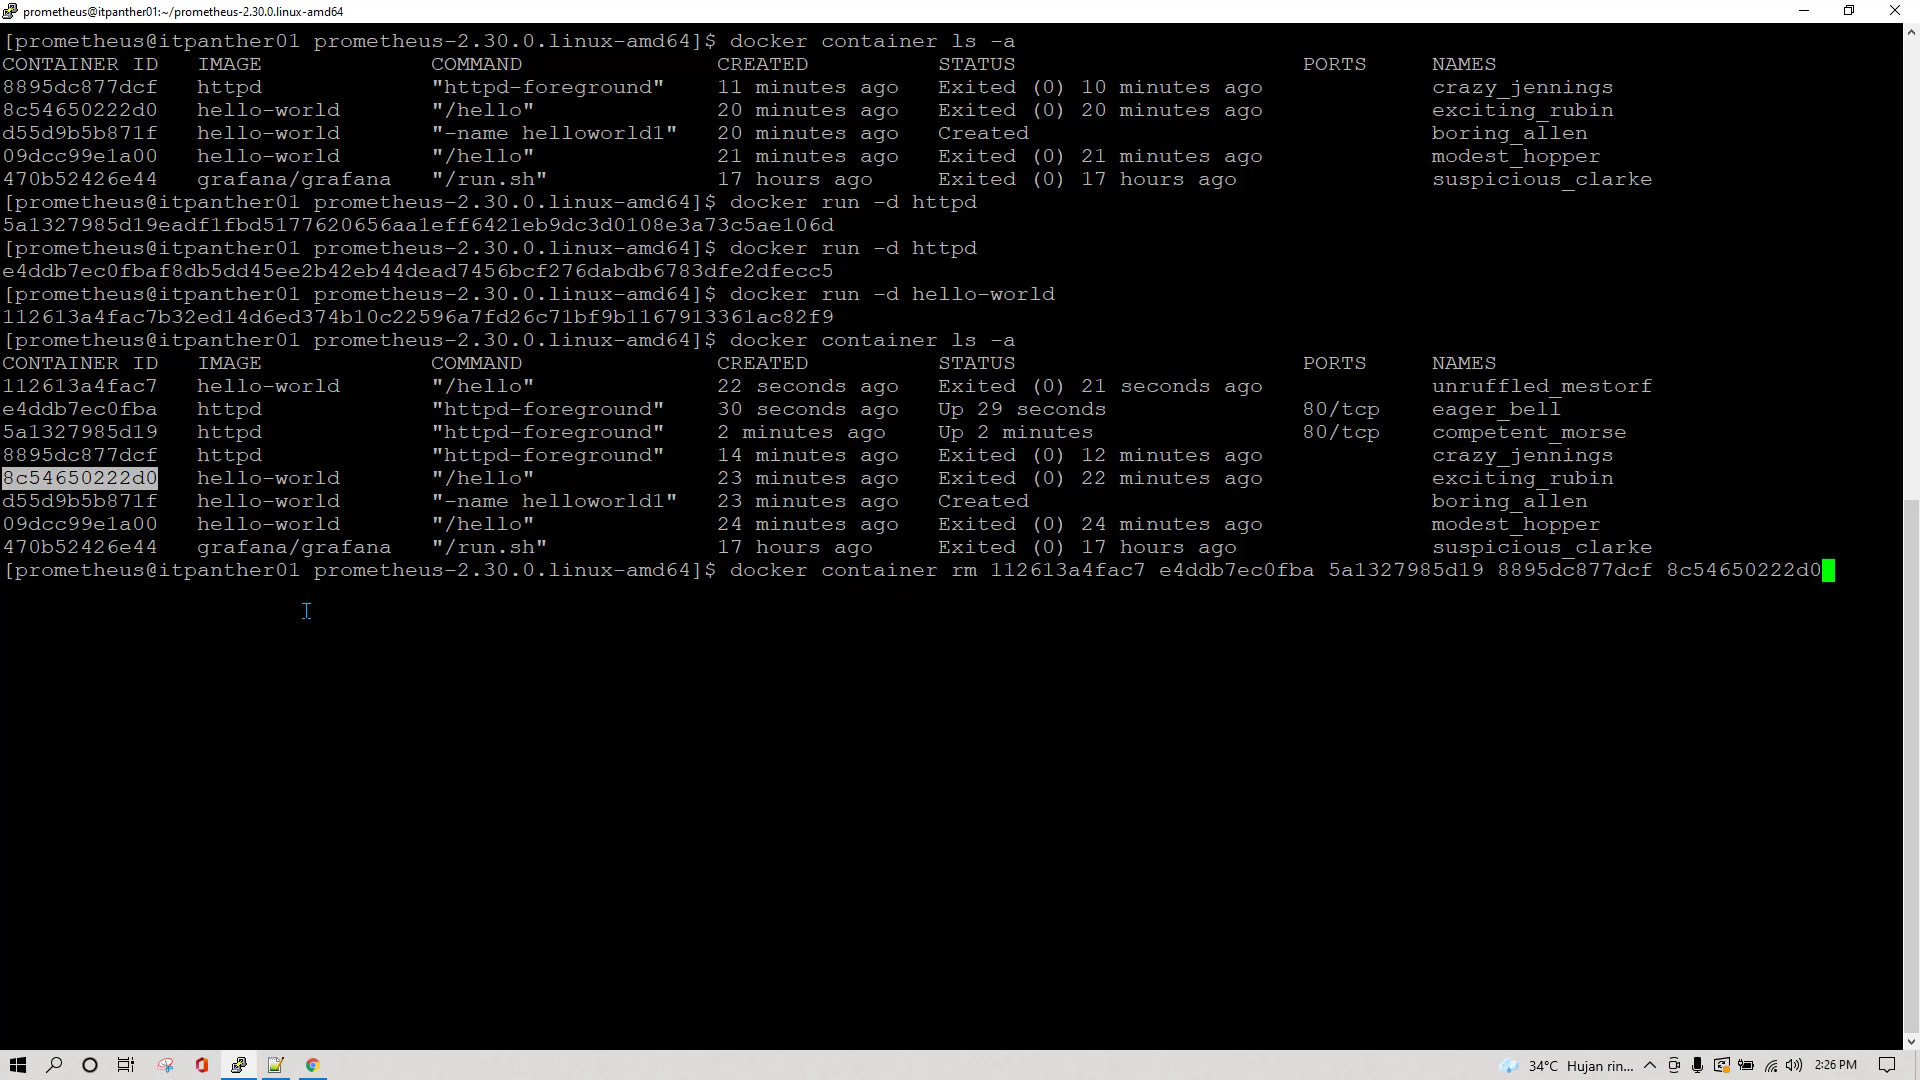 prometheus@itpanther01:~/prometheus-2.30.0.linux-amd64
[prometheus@itpanther01 prometheus-2.30.0.linux-amd64]$ docker container ls -a
CONTAINER ID IMAGE COMMAND CREATED STATUS PORTS NAMES
8895dc877dcf httpd "httpd-foreground" 11 minutes ago Exited (0) 10 minutes ago crazy_jennings
8c54650222d0 hello-world "/hello" 20 minutes ago Exited (0) 20 minutes ago exciting_rubin
d55d9b5b871f hello-world "-name helloworld1" 20 minutes ago Created boring_allen
09dcc99e1a00 hello-world "/hello" 21 minutes ago Exited (0) 21 minutes ago modest_hopper
470b52426e44 grafana/grafana "/run.sh" 17 hours ago Exited (0) 17 hours ago suspicious_clarke
[prometheus@itpanther01 prometheus-2.30.0.linux-amd64]$ docker run -d httpd
5a1327985d19eadf1fbd5177620656aa1eff6421eb9dc3d0108e3a73c5ae106d
[prometheus@itpanther01 prometheus-2.30.0.linux-amd64]$ docker run -d httpd
e4ddb7ec0fbaf8db5dd45ee2b42eb44dead7456bcf276dabdb6783dfe2dfecc5
[prometheus@itpanther01 prometheus-2.30.0.linux-amd64]$ docker run -d hello-world
112613a4fac7b32ed14d6ed374b10c22596a7fd26c71bf9b1167913361ac82f9
[prometheus@itpanther01 prometheus-2.30.0.linux-amd64]$ docker container ls -a
CONTAINER ID IMAGE COMMAND CREATED STATUS PORTS NAMES
112613a4fac7 hello-world "/hello" 22 seconds ago Exited (0) 21 seconds ago unruffled_mestorf
e4ddb7ec0fba httpd "httpd-foreground" 30 seconds ago Up 29 seconds 80/tcp eager_bell
5a1327985d19 httpd "httpd-foreground" 2 minutes ago Up 2 minutes 80/tcp competent_morse
8895dc877dcf httpd "httpd-foreground" 14 minutes ago Exited (0) 12 minutes ago crazy_jennings
8c54650222d0 hello-world "/hello" 23 minutes ago Exited (0) 22 minutes ago exciting_rubin
d55d9b5b871f hello-world "-name helloworld1" 23 minutes ago Created boring_allen
09dcc99e1a00 hello-world "/hello" 24 minutes ago Exited (0) 24 minutes ago modest_hopper
470b52426e44 grafana/grafana "/run.sh" 17 hours ago Exited (0) 17 hours ago suspicious_clarke
[prometheus@itpanther01 prometheus-2.30.0.linux-amd64]$ docker container rm 112613a4fac7 e4ddb7ec0fba 5a1327985d19 8895dc877dcf 8c54650222d0
34°C Hujan rin... 2:26 PM